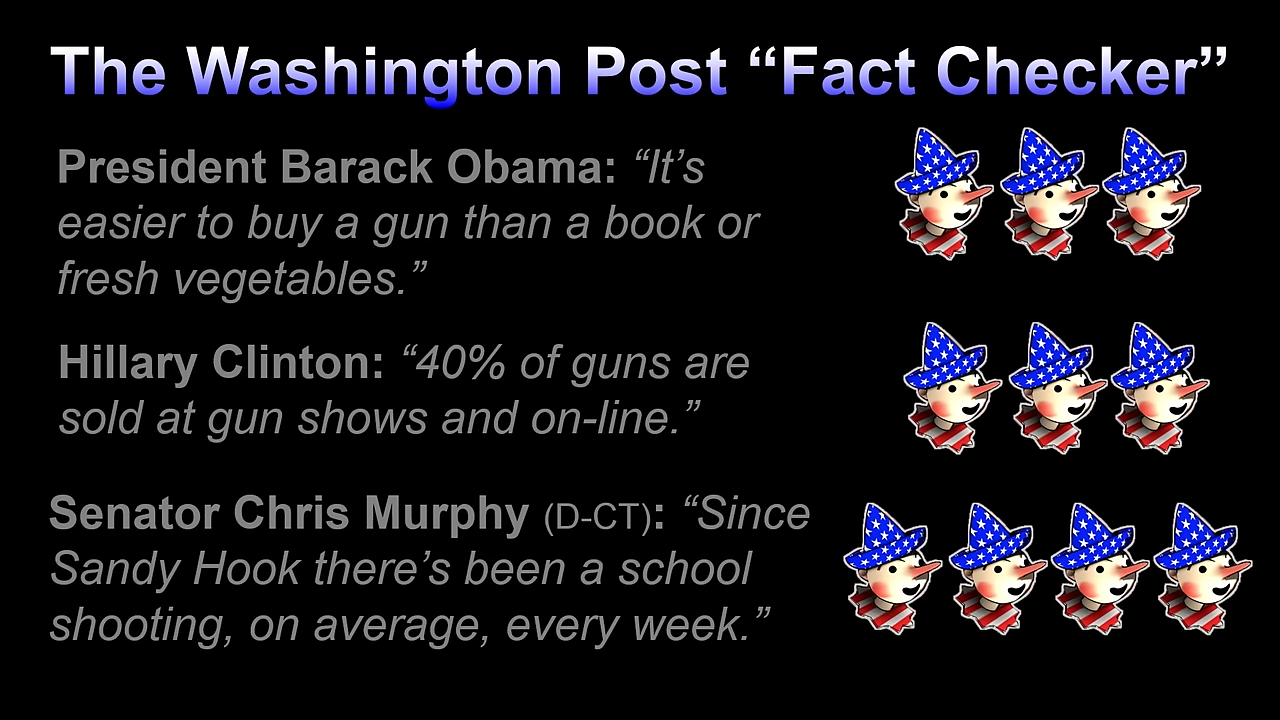 The Washington Post “Fact Checker”
President Barack Obama: “It’s
easier to buy a gun than a book or
fresh vegetables.”
Hillary Clinton: “40% of guns are
sold at gun shows and on-line.”
Senator Chris Murphy (D-CT): “Since
Sandy Hook there’s been a school
shooting, on average, every week.”